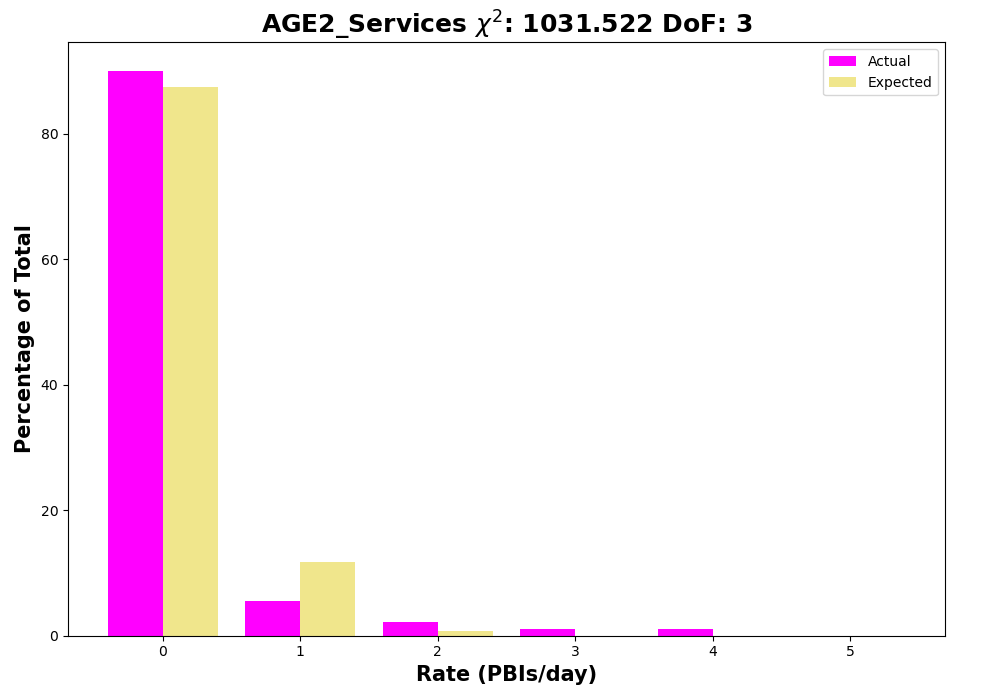 AGE2_Services χ²: 1031.522 DoF: 3
Actual
Expected
Percentage of Total
80
60
40
20
0
0 1 2 3 4 5
Rate (PBIs/day)